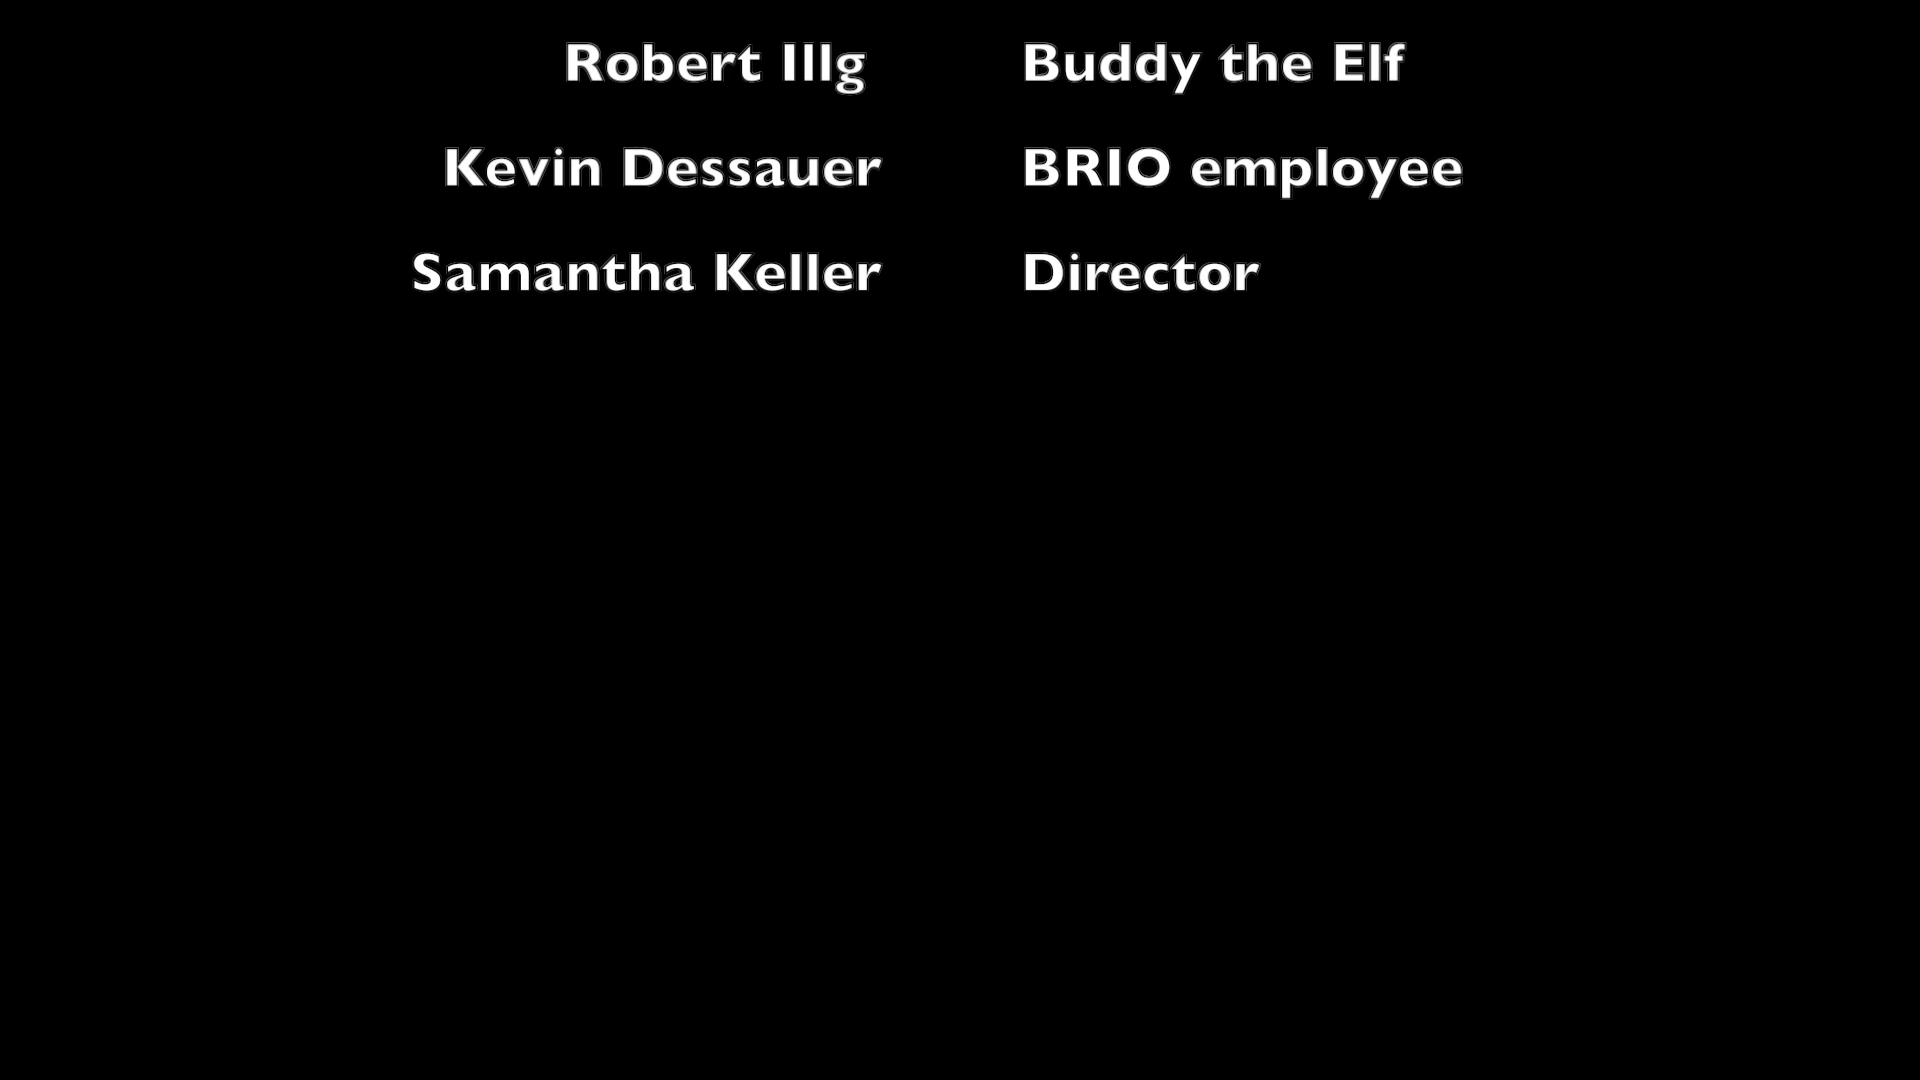 Robert Illg Buddy the Elf
Kevin Dessauer BRIO employee
Samantha Keller Director